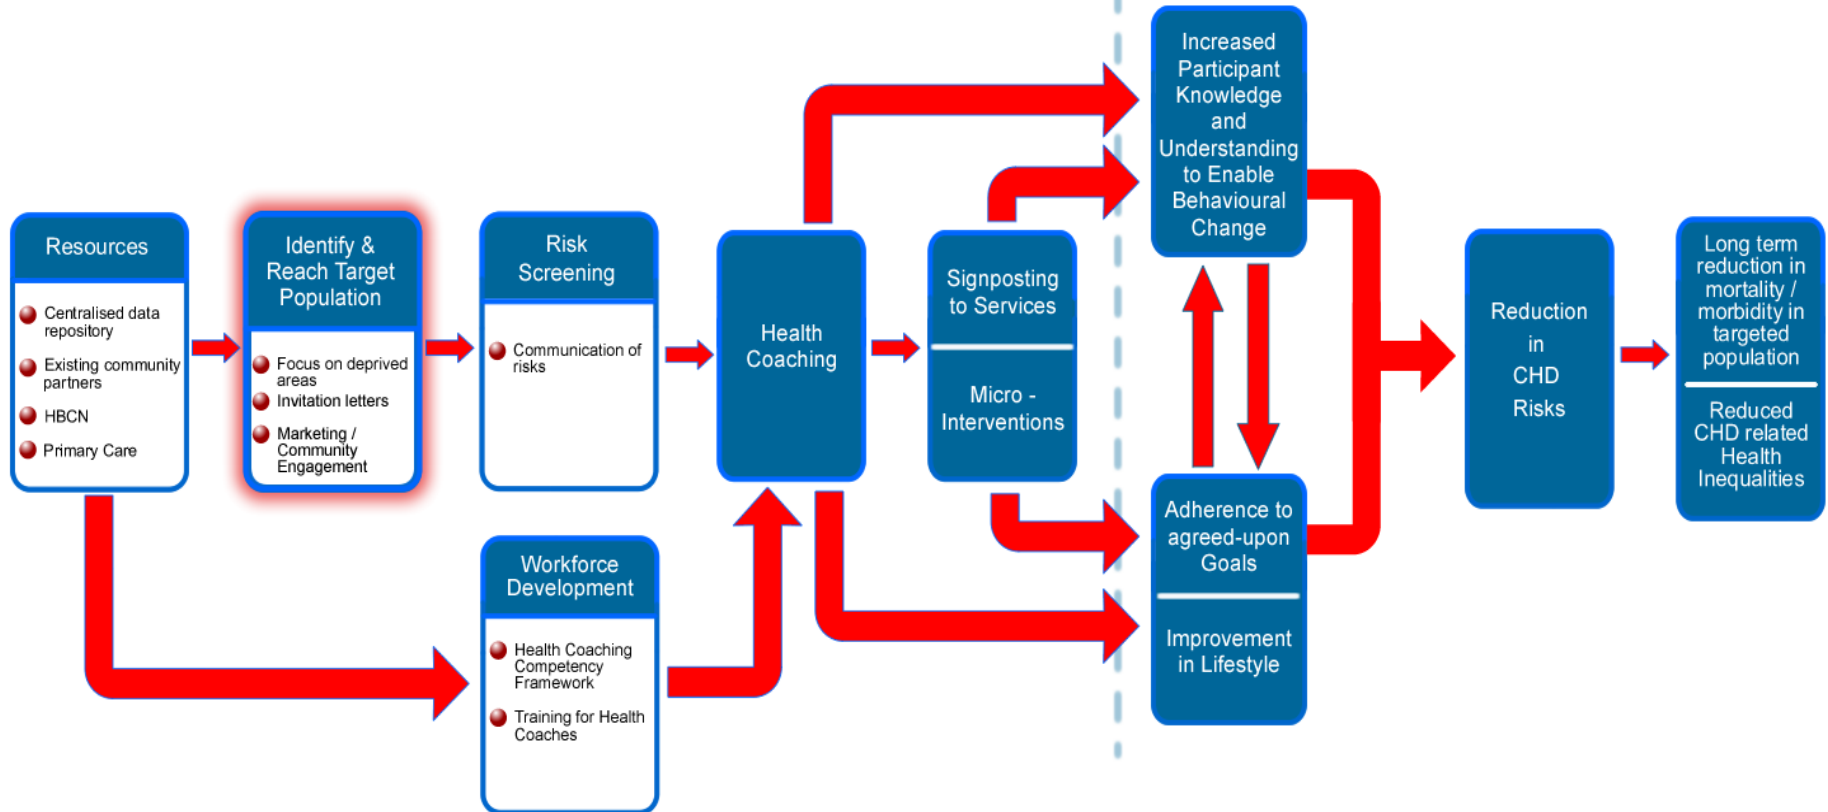 Resources
Centralised data
repository
Existing community
partners
HBCN
Primary Care
Identify &
Reach Target
Population
Focus on deprived
areas
Invitation letters
Marketing /
Community
Engagement
Risk
Screening
Communication of
risks
Workforce
Development
Health Coaching
Competency
Framework
Training for Health
Coaches
Health
Coaching
Signposting
to Services
Micro -
Interventions
Increased
Participant
Knowledge
and
Understanding
to Enable
Behavioural
Change
Adherence to
agreed-upon
Goals
Improvement
in Lifestyle
Reduction
in
CHD
Risks
Long term
reduction in
mortality /
morbidity in
targeted
population
Reduced
CHD related
Health
Inequalities